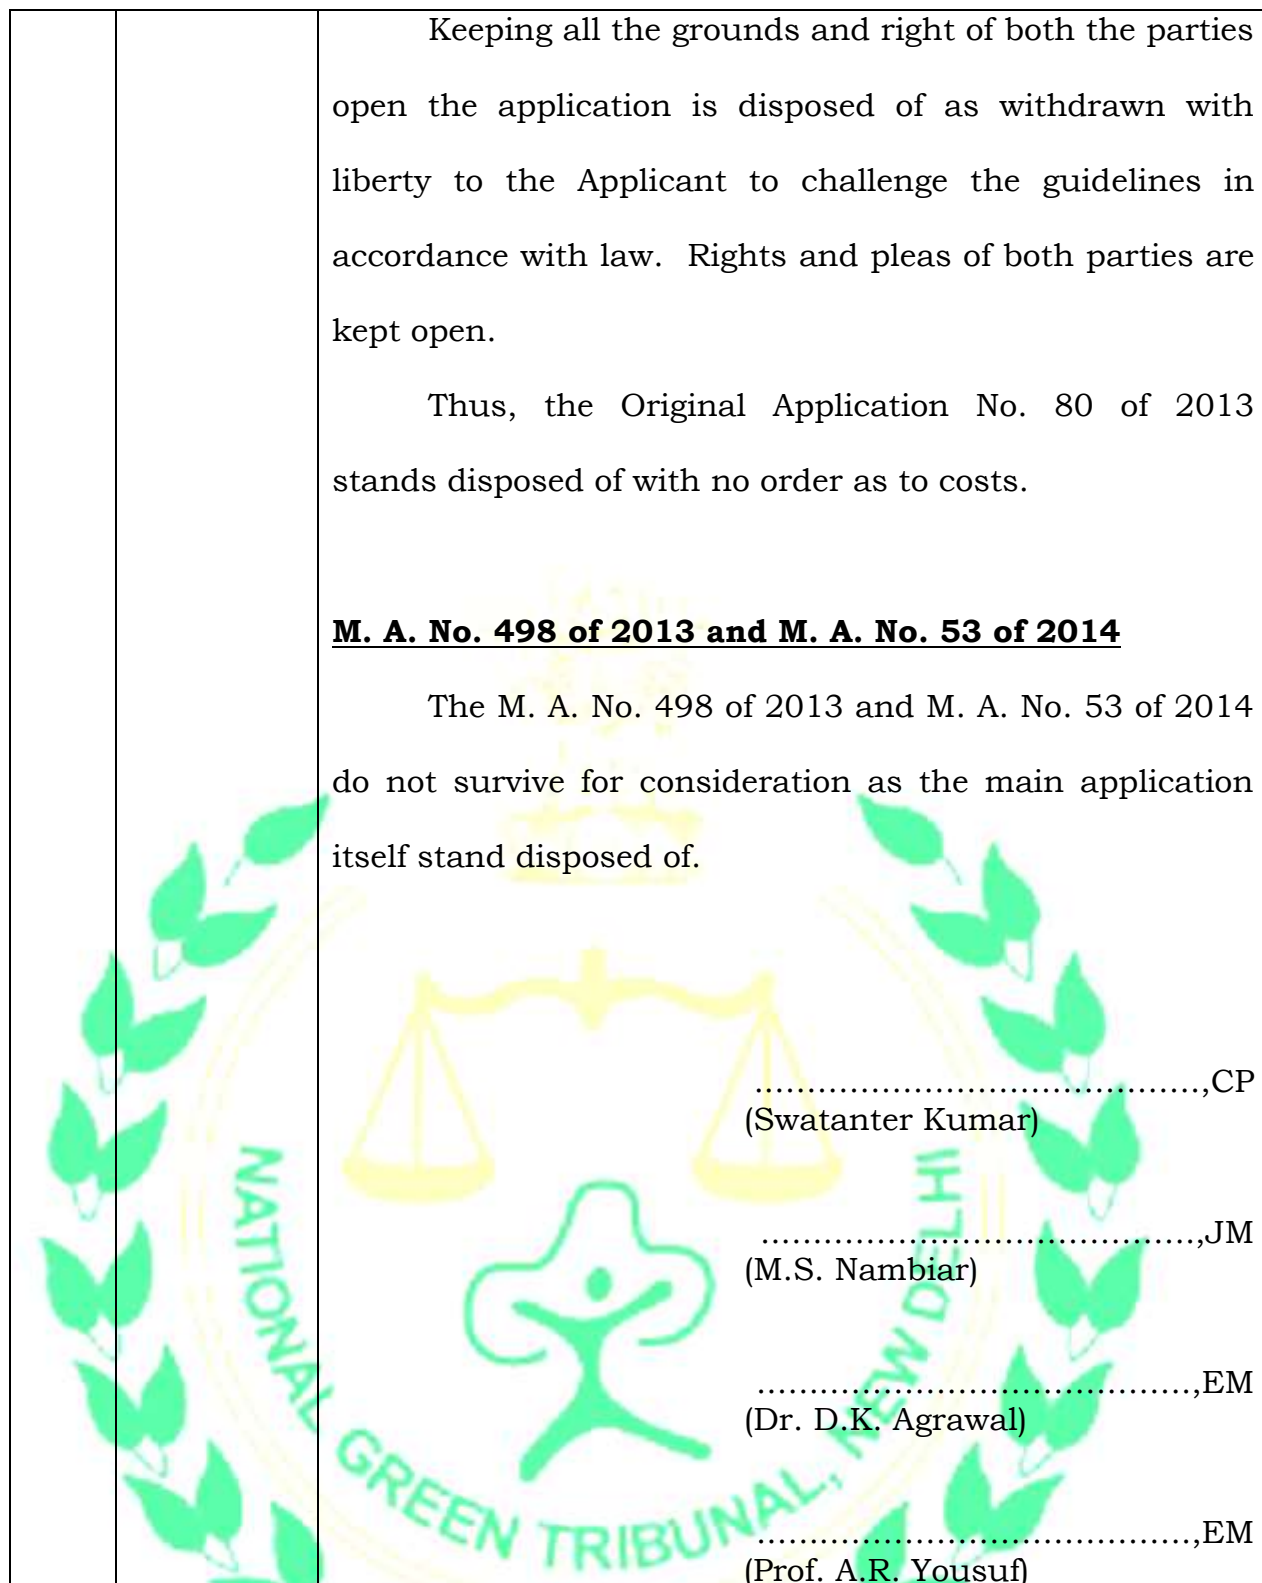 Keeping all the grounds and right of both the parties
open the application is disposed of as withdrawn with
liberty to the Applicant to challenge the guidelines in
accordance with law. Rights and pleas of both parties are
kept open.
Thus, the Original Application No. 80 of 2013
stands disposed of with no order as to costs.
M. A. No. 498 of 2013 and M. A. No. 53 of 2014
The M. A. No. 498 of 2013 and M. A. No. 53 of 2014
do not survive for consideration as the main application
itself stand disposed of.
..........................................,CP
(Swatanter Kumar)
..........................................,JM
(M.S. Nambiar)
..........................................,EM
(Dr. D.K. Agrawal)
..........................................,EM
(Prof. A.R. Yousuf)
NATIONAL GREEN TRIBUNAL, NEW DELHI